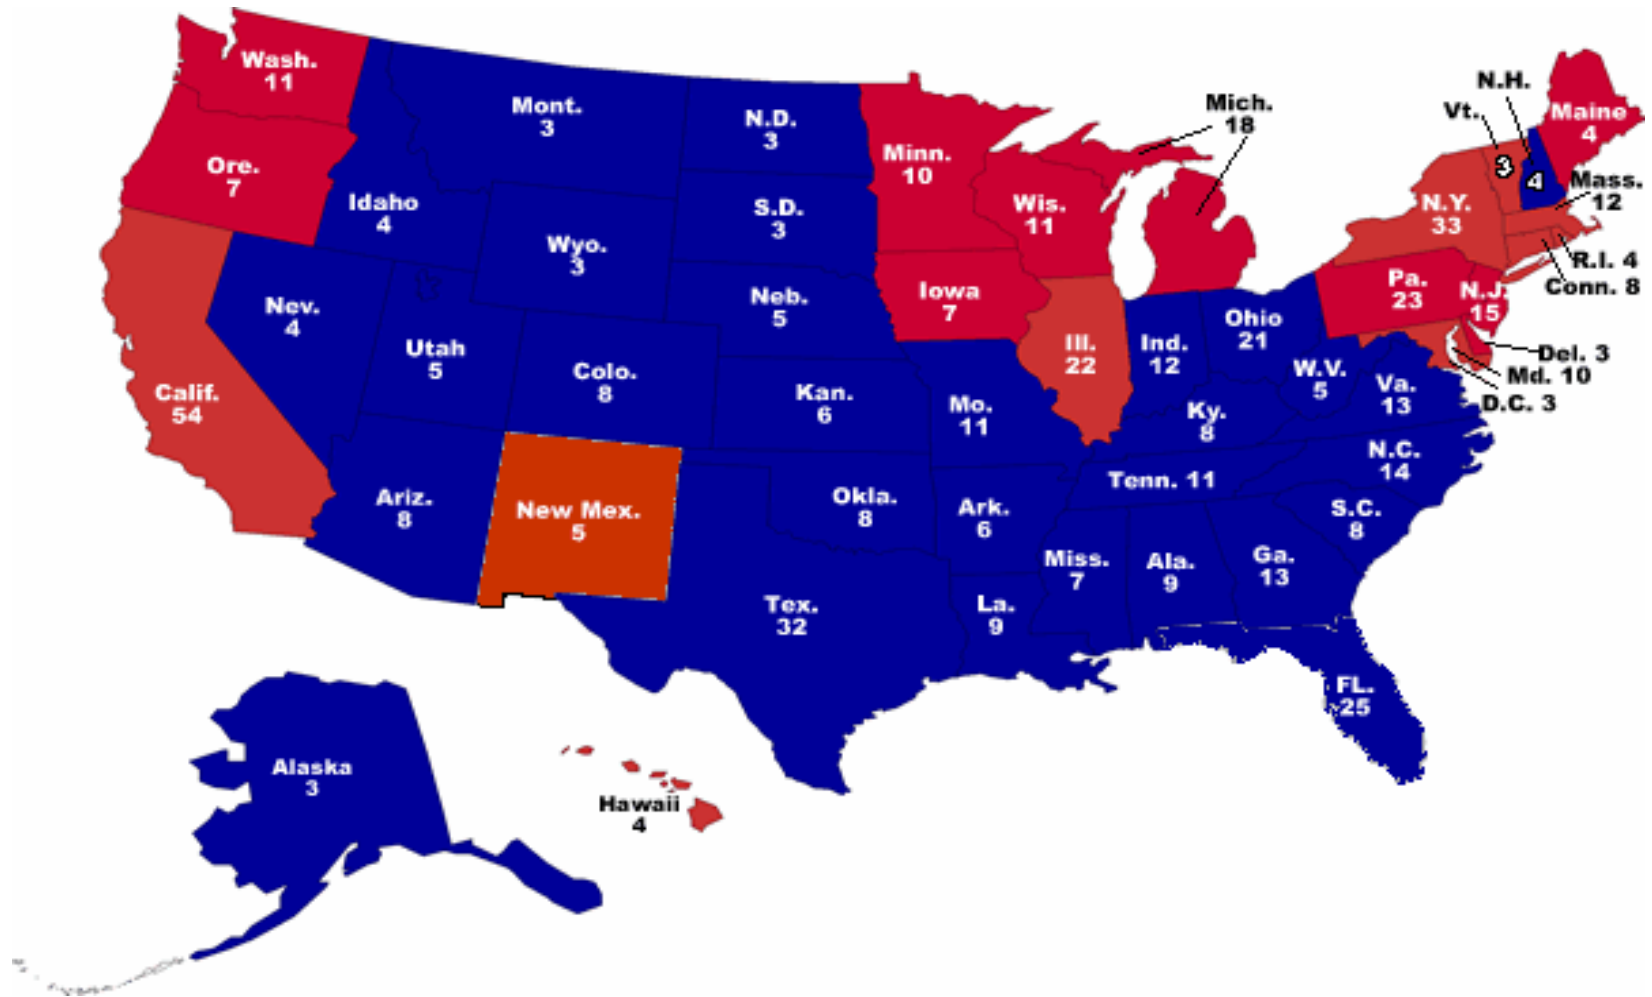 Wash.
11
Ore.
7
Calif.
54
Idaho
4
Nev.
4
Mont.
3
Wyo.
3
Utah
5
Colo.
8
Ariz.
8
New Mex.
5
N.D.
3
S.D.
3
Neb.
5
Kan.
6
Okla.
8
Tex.
32
Minn.
10
Iowa
7
Mo.
11
Ark.
6
La.
9
Wis.
11
Ill.
22
Mich.
18
Ind.
12
Ohio
21
Ky.
8
Tenn. 11
Miss.
7
Ala.
9
Ga.
13
FL.
25
S.C.
8
N.C.
14
Va.
13
W.V.
5
Pa.
23
N.Y.
33
N.J.
15
Vt.
3
N.H.
4
Maine
4
Mass.
12
R.I. 4
Conn. 8
Del. 3
Md. 10
D.C. 3
Alaska
3
Hawaii
4